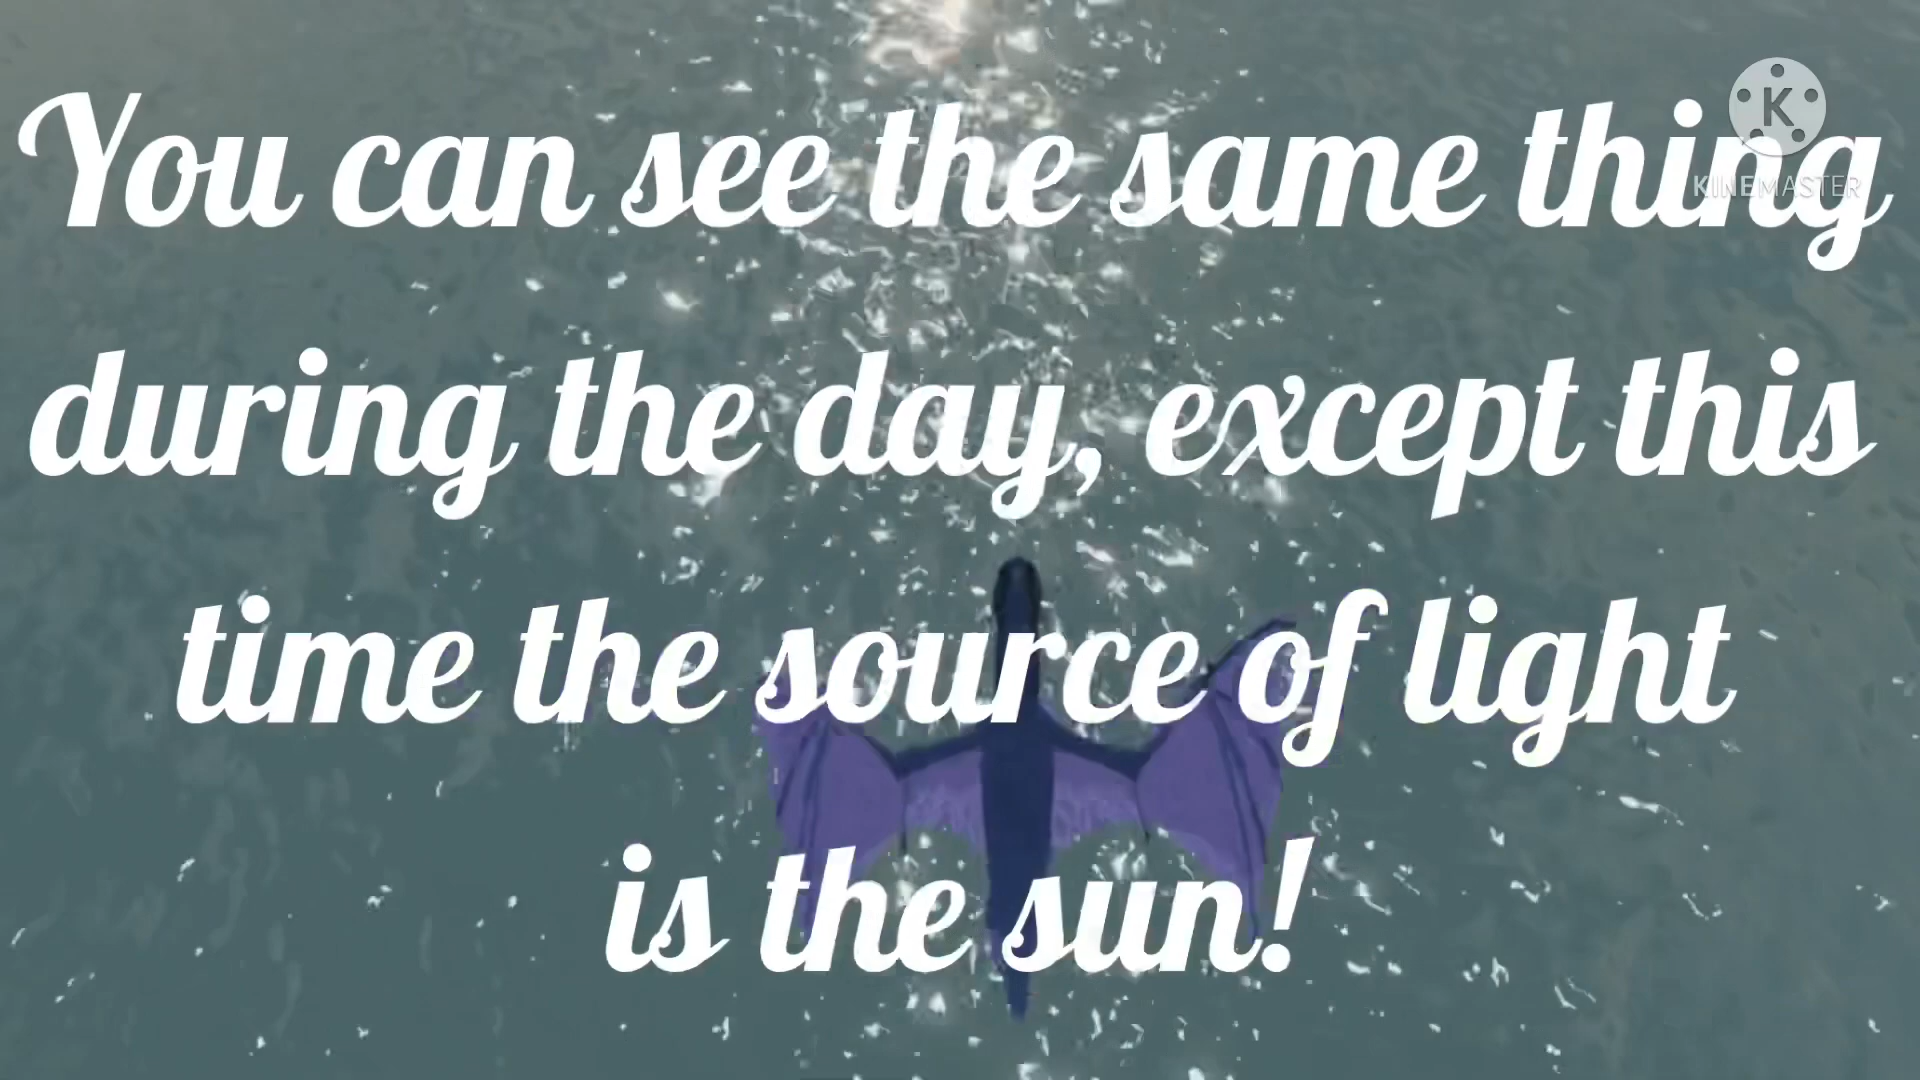 You can see the same thing
during the day, except this
time the source of light
is the sun!
K
KINEMASTER